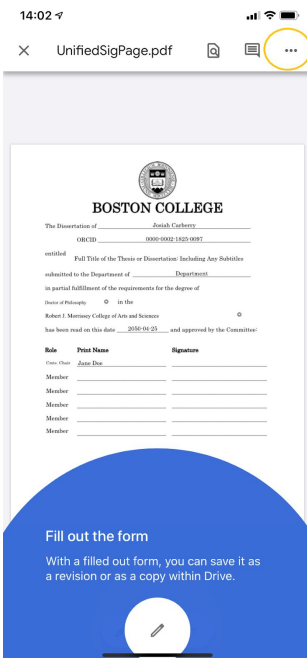 14:02
UnifiedSigPage.pdf
BOSTON COLLEGE
The Dissertation of Josiah Carberry
ORCID 0000-0002-1825-0097
entitled
Full Title of the Thesis or Dissertation: Including Any Subtitles
submitted to the Department of Department
in partial fulfillment of the requirements for the degree of
Doctor of Philosophy in the
Robert J. Morrissey College of Arts and Sciences
has been read on this date 2050-04-25 and approved by the Committee:
Role Print Name Signature
Cmte. Chair Jane Doe
Member
Member
Member
Member
Member
Fill out the form
With a filled out form, you can save it as
a revision or as a copy within Drive.